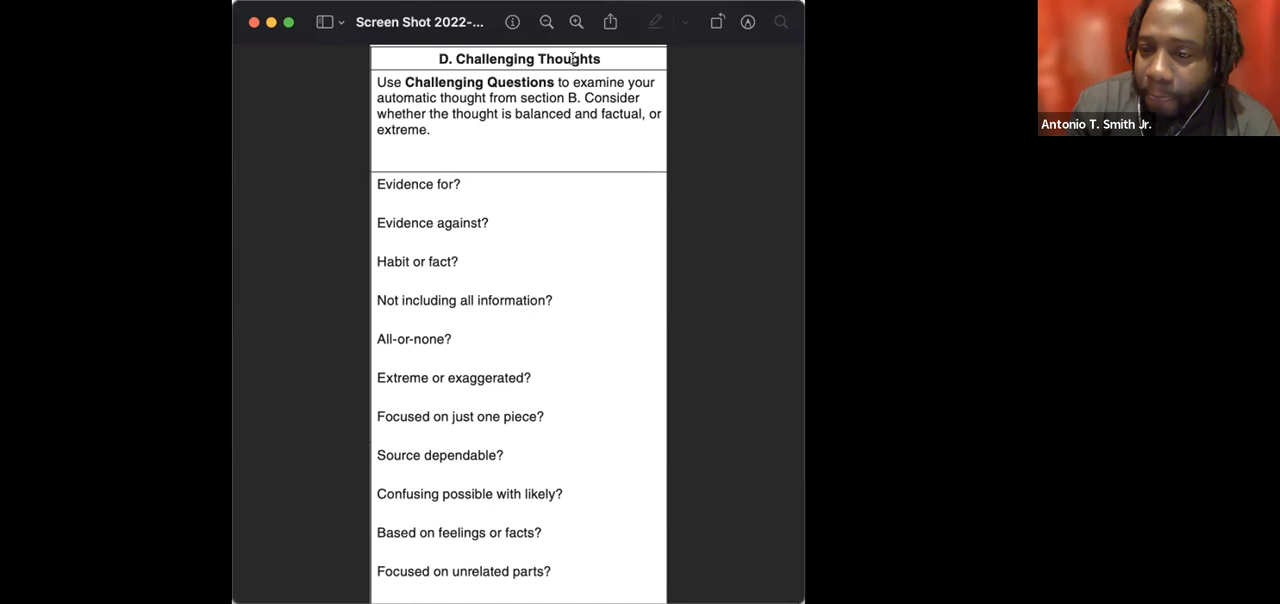 Screen Shot 2022-...
D. Challenging Thoughts
Use Challenging Questions to examine your
automatic thought from section B. Consider
whether the thought is balanced and factual, or
extreme.
Evidence for?
Evidence against?
Habit or fact?
Not including all information?
All-or-none?
Extreme or exaggerated?
Focused on just one piece?
Source dependable?
Confusing possible with likely?
Based on feelings or facts?
Focused on unrelated parts?
Antonio T. Smith Jr.